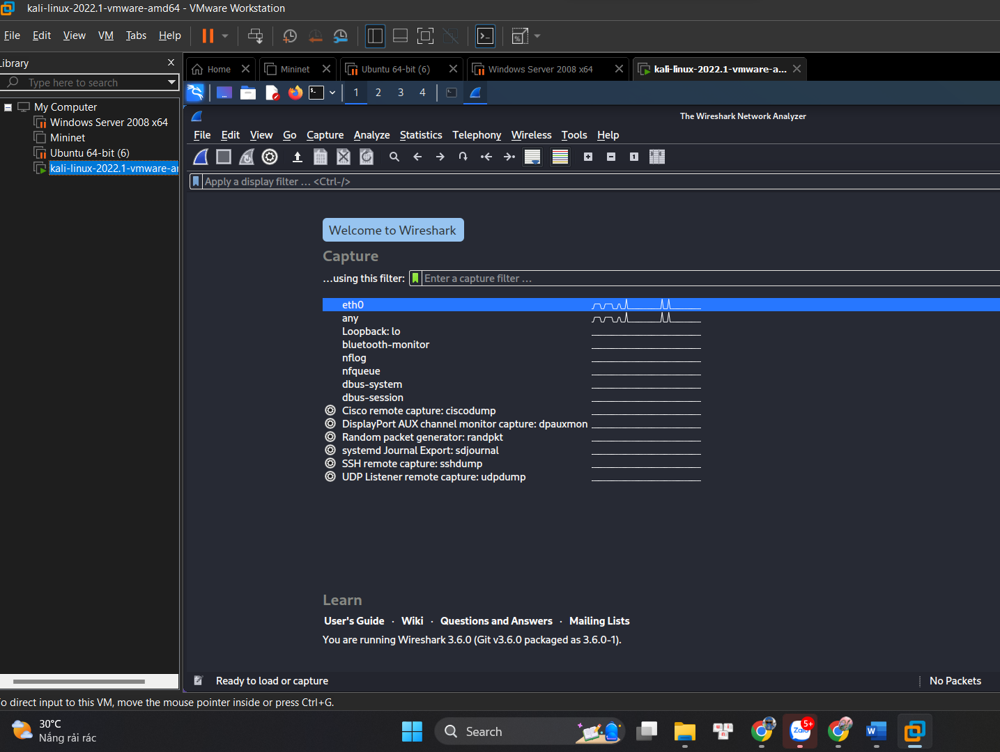 kali-linux-2022.1-vmware-amd64 - VMware Workstation
File Edit View VM Tabs Help
Library
Type here to search
My Computer
Windows Server 2008 x64
Mininet
Ubuntu 64-bit (6)
kali-linux-2022.1-vmware-ar
Home Mininet Ubuntu 64-bit (6) Windows Server 2008 x64 kali-linux-2022.1-vmware-a...
1 2 3 4
The Wireshark Network Analyzer
File Edit View Go Capture Analyze Statistics Telephony Wireless Tools Help
Apply a display filter ... <Ctrl-/>
Welcome to Wireshark
Capture
...using this filter: Enter a capture filter ...
eth0
any
Loopback: lo
bluetooth-monitor
nflog
nfqueue
dbus-system
dbus-session
Cisco remote capture: ciscodump
DisplayPort AUX channel monitor capture: dpauxmon
Random packet generator: randpkt
systemd Journal Export: sdjournal
SSH remote capture: sshdump
UDP Listener remote capture: udpdump
Learn
User's Guide · Wiki · Questions and Answers · Mailing Lists
You are running Wireshark 3.6.0 (Git v3.6.0 packaged as 3.6.0-1).
Ready to load or capture No Packets
o direct input to this VM, move the mouse pointer inside or press Ctrl+G.
30°C
Nắng rải rác
Search
Zalo
5+